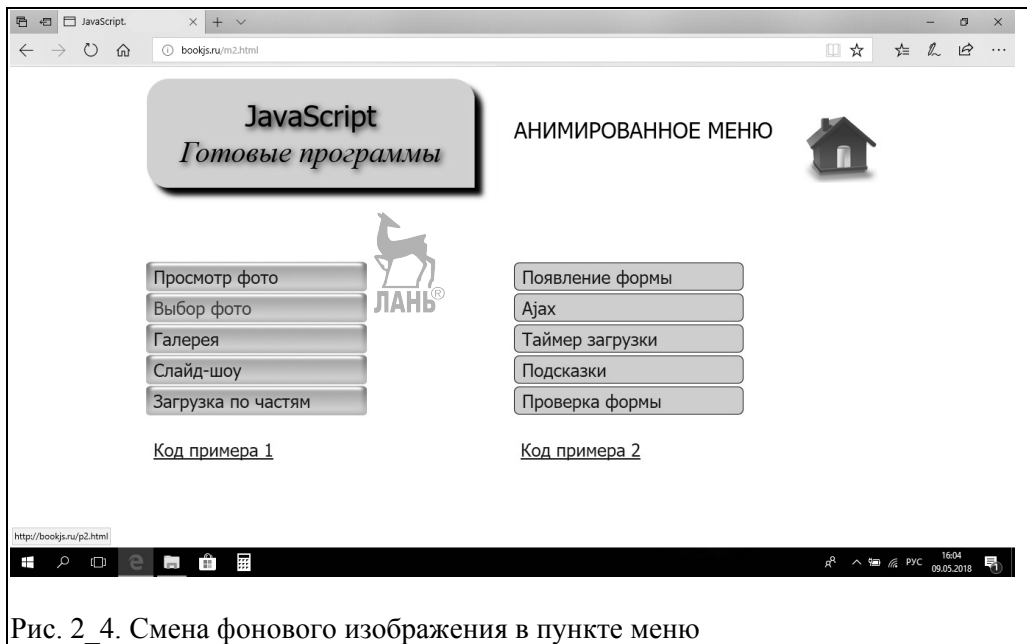 JavaScript.
bookjs.ru/m2.html
JavaScript
Готовые программы
АНИМИРОВАННОЕ МЕНЮ
ЛАНЬ®
Просмотр фото
Выбор фото
Галерея
Слайд-шоу
Загрузка по частям
Появление формы
Ajax
Таймер загрузки
Подсказки
Проверка формы
Код примера 1
Код примера 2
http://bookjs.ru/p2.html
РУС
16:04
09.05.2018
1
Рис. 2_4. Смена фонового изображения в пункте меню